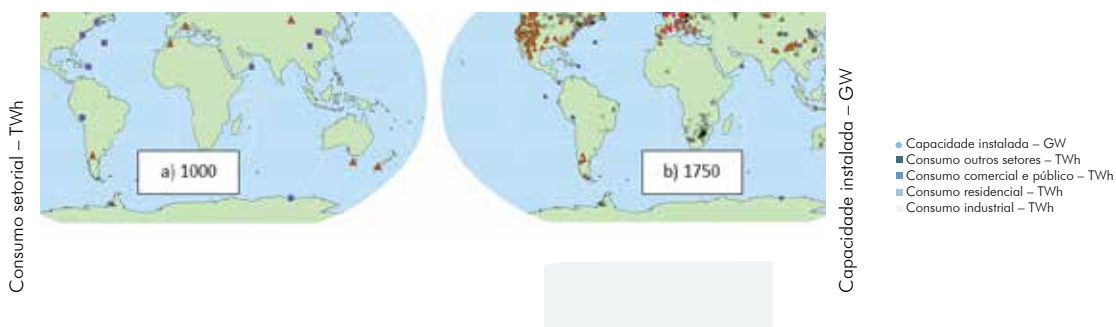 Consumo setorial – TWh
a) 1000
b) 1750
Capacidade instalada – GW
Capacidade instalada – GW
Consumo outros setores – TWh
Consumo comercial e público – TWh
Consumo residencial – TWh
Consumo industrial – TWh